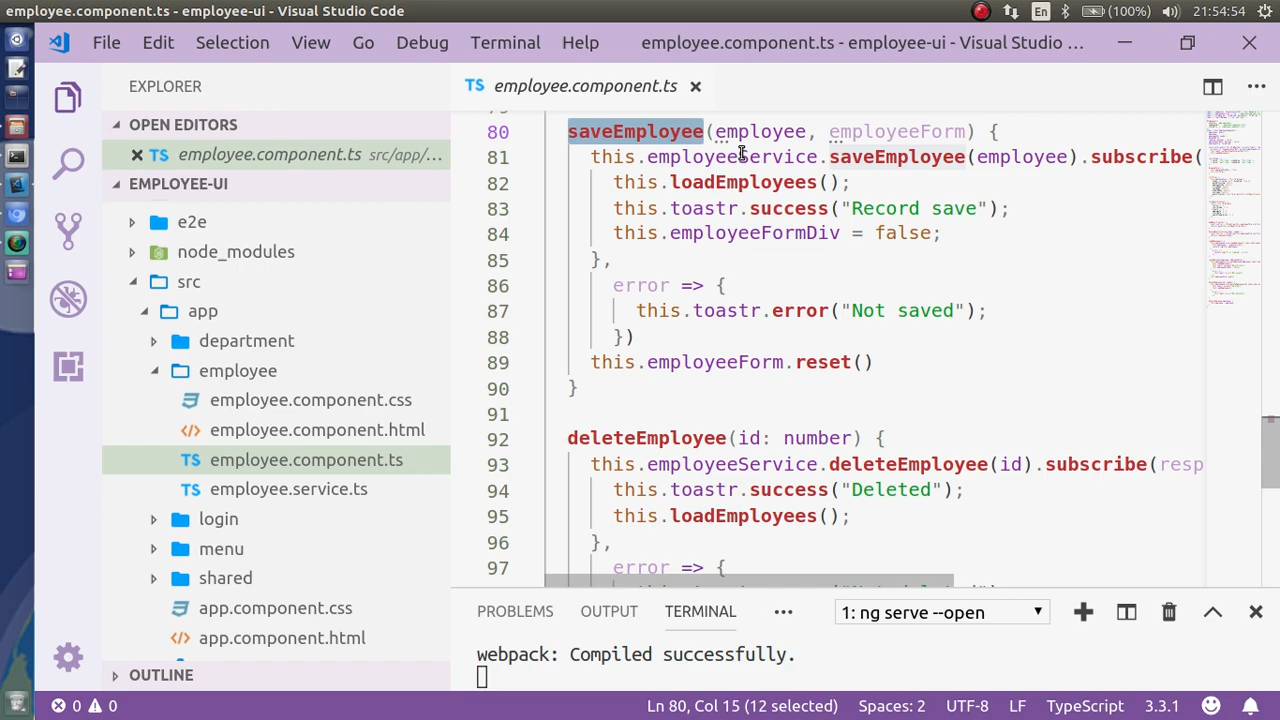 employee.component.ts - employee-ui - Visual Studio Code
En
(100%)
21:54:54
File Edit Selection View Go Debug Terminal Help
employee.component.ts - employee-ui - Visual Studio ...
EXPLORER
OPEN EDITORS
TS employee.component.ts src/app/...
EMPLOYEE-UI
e2e
node_modules
src
app
department
employee
employee.component.css
employee.component.html
TS employee.component.ts
TS employee.service.ts
login
menu
shared
app.component.css
app.component.html
OUTLINE
TS employee.component.ts
80 saveEmployee(employee, employeeForm) {
81 this.employeeService.saveEmployee(employee).subscribe(
82 this.loadEmployees();
83 this.toastr.success("Record save");
84 this.employeeFormDiv = false;
85 },
86 error => {
87 this.toastr.error("Not saved");
88 })
89 this.employeeForm.reset()
90 }
91
92 deleteEmployee(id: number) {
93 this.employeeService.deleteEmployee(id).subscribe(resp
94 this.toastr.success("Deleted");
95 this.loadEmployees();
96 },
97 error => {
PROBLEMS OUTPUT TERMINAL ... 1: ng serve --open
webpack: Compiled successfully.
0 0 Ln 80, Col 15 (12 selected) Spaces: 2 UTF-8 LF TypeScript 3.3.1